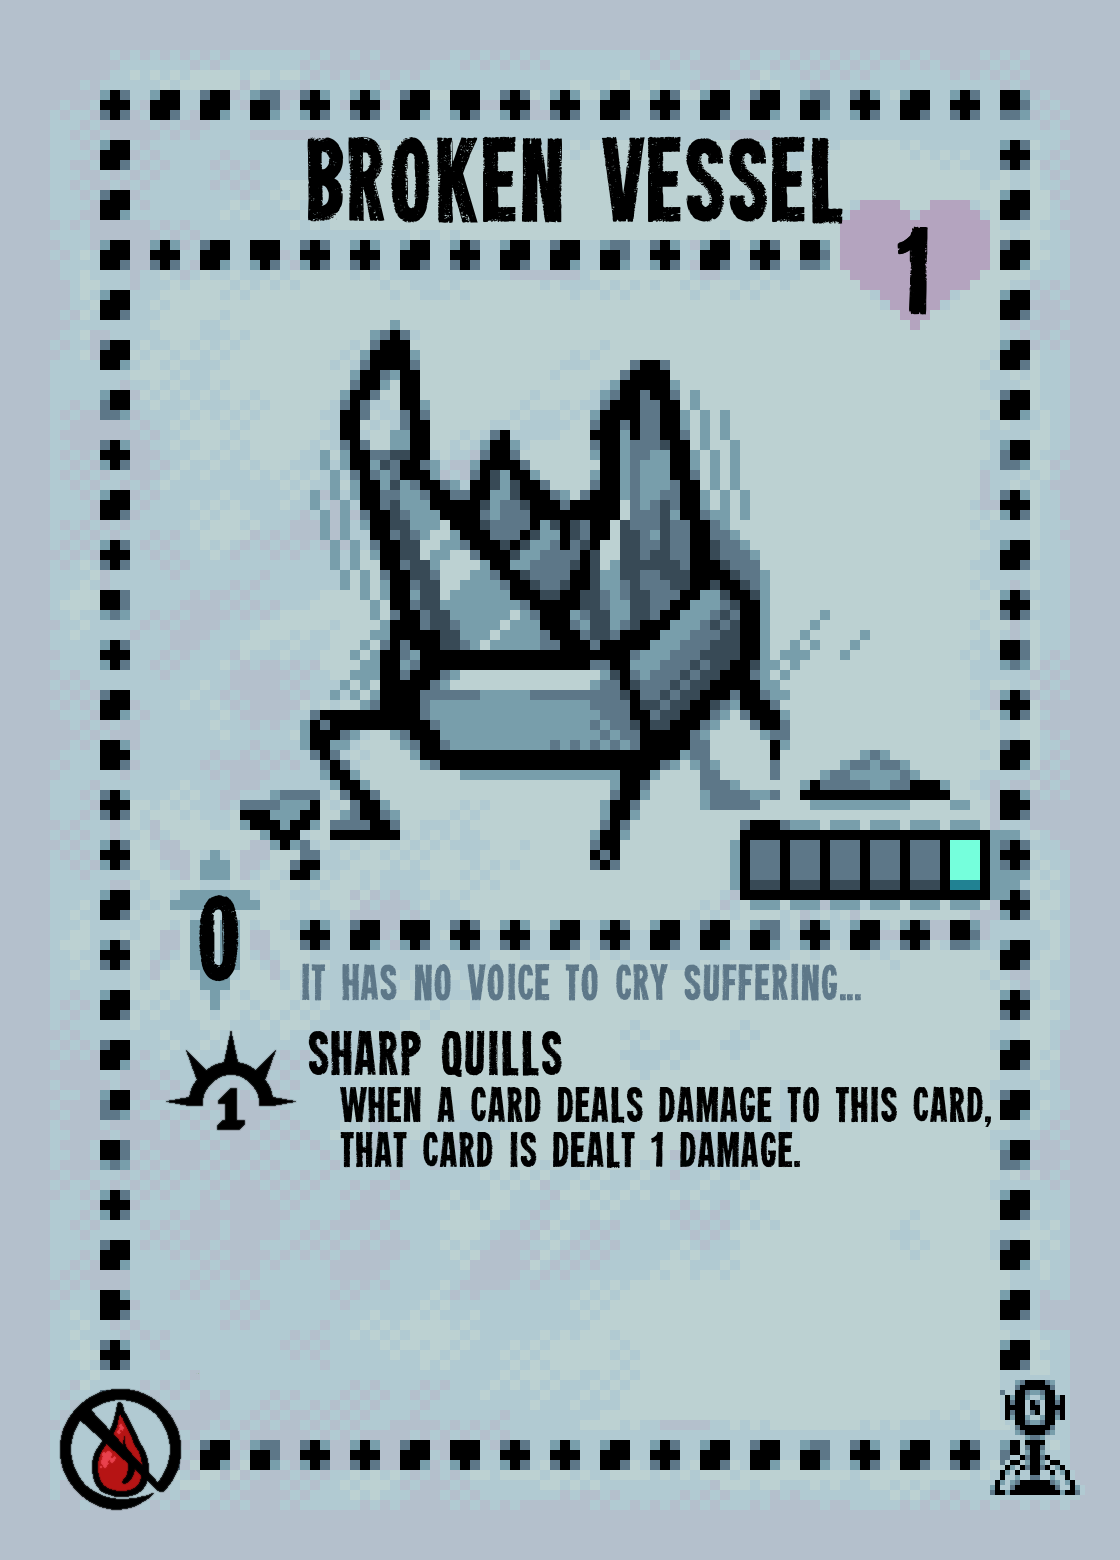 BROKEN VESSEL
1
0
IT HAS NO VOICE TO CRY SUFFERING...
SHARP QUILLS
1
WHEN A CARD DEALS DAMAGE TO THIS CARD,
THAT CARD IS DEALT 1 DAMAGE.